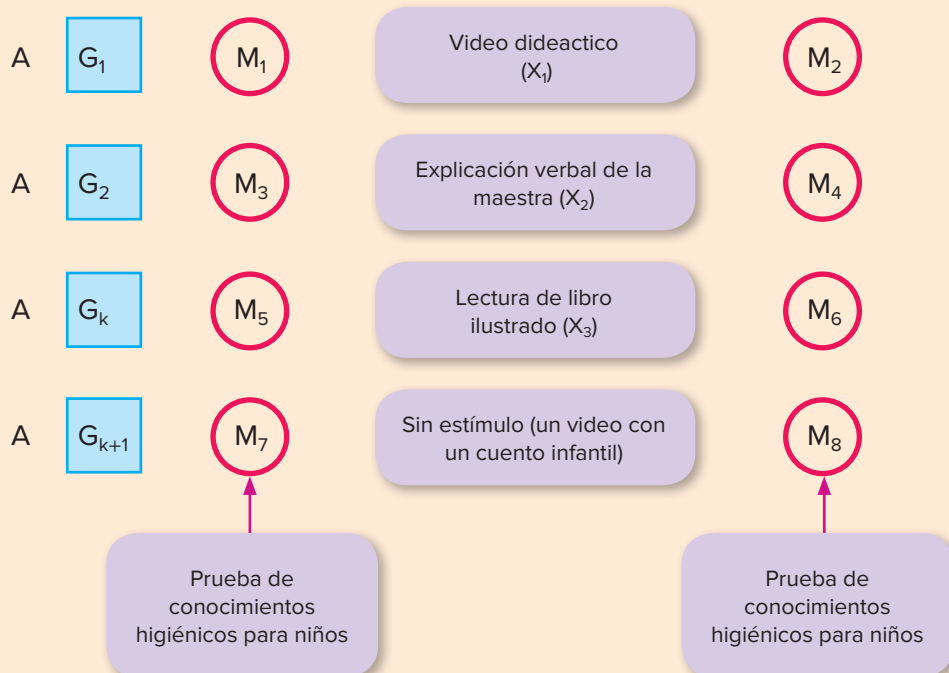 A G₁ M₁ Video dideactico M₂
(X₁)
A G₂ M₃ Explicación verbal de la M₄
maestra (X₂)
A Gₖ M₅ Lectura de libro M₆
ilustrado (X₃)
A Gₖ₊₁ M₇ Sin estímulo (un video con M₈
un cuento infantil)
Prueba de
conocimientos
higiénicos para niños
Prueba de
conocimientos
higiénicos para niños